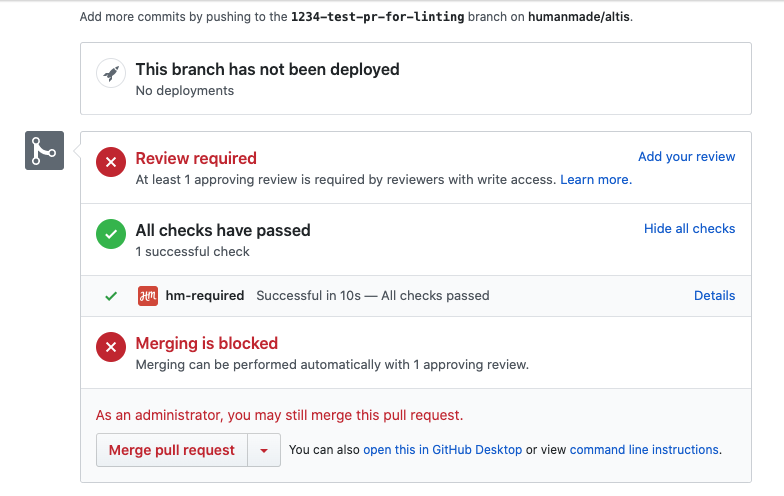 Add more commits by pushing to the 1234-test-pr-for-linting branch on humanmade/altis.
This branch has not been deployed
No deployments
Review required
Add your review
At least 1 approving review is required by reviewers with write access. Learn more.
All checks have passed
Hide all checks
1 successful check
HM hm-required Successful in 10s — All checks passed Details
Merging is blocked
Merging can be performed automatically with 1 approving review.
As an administrator, you may still merge this pull request.
Merge pull request You can also open this in GitHub Desktop or view command line instructions.